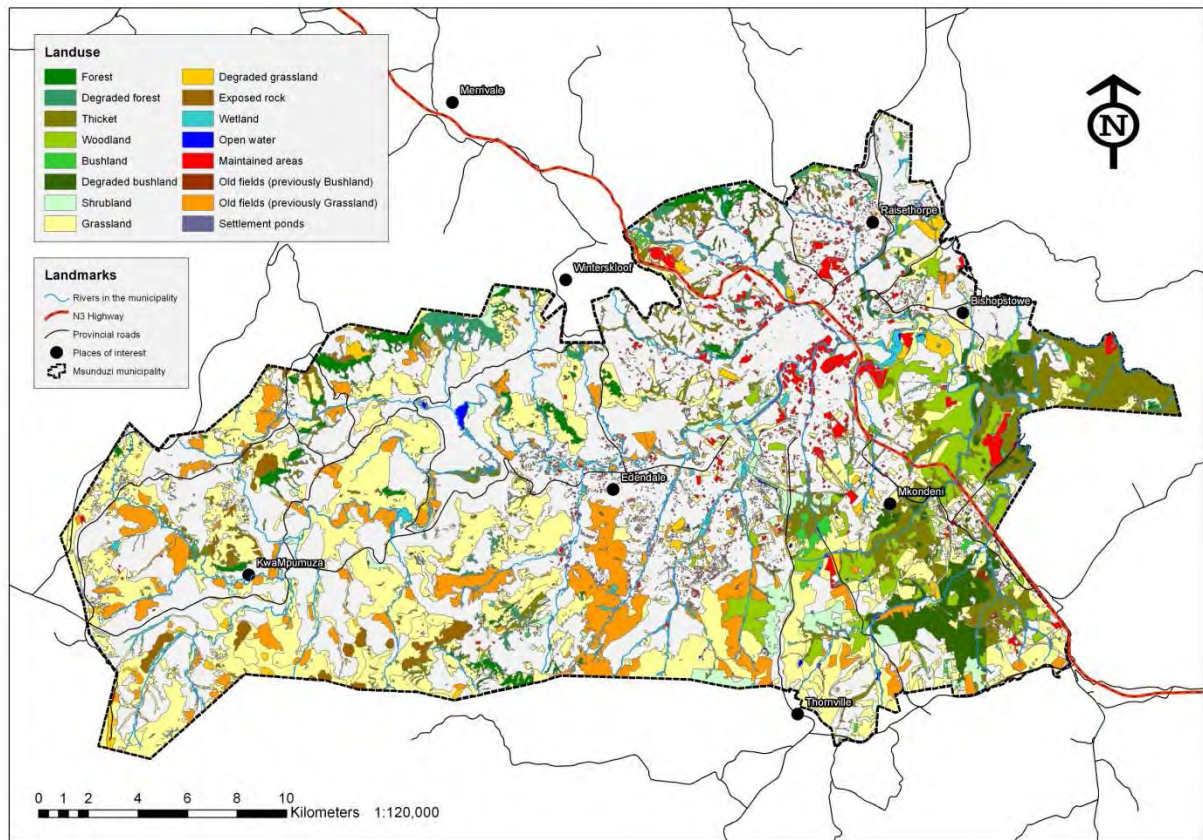 Landuse
Forest
Degraded forest
Thicket
Woodland
Bushland
Degraded bushland
Shrubland
Grassland
Degraded grassland
Exposed rock
Wetland
Open water
Maintained areas
Old fields (previously Bushland)
Old fields (previously Grassland)
Settlement ponds
Landmarks
Rivers in the municipality
N3 Highway
Provincial roads
Places of interest
Msunduzi municipality
Merrivale
N
Raisethorpe
Winterskloof
Bishopstowe
Edendale
Mkondeni
KwaMpumuza
Thornville
0 1 2 4 6 8 10
Kilometers 1:120,000